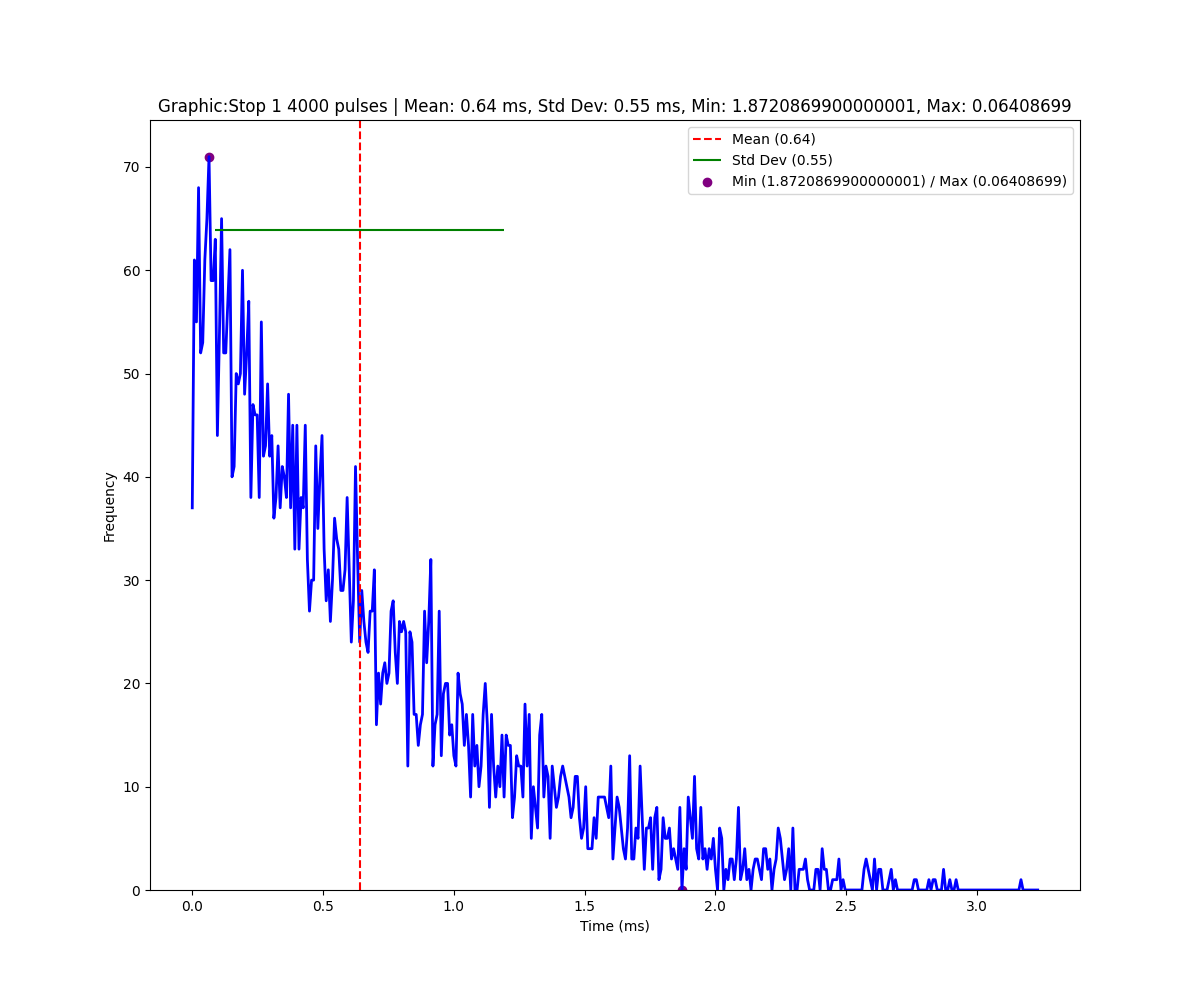 Graphic:Stop 1 4000 pulses | Mean: 0.64 ms, Std Dev: 0.55 ms, Min: 1.8720869900000001, Max: 0.06408699
Mean (0.64)
Std Dev (0.55)
Min (1.8720869900000001) / Max (0.06408699)
70
60
50
40
30
20
10
0
Frequency
0.0 0.5 1.0 1.5 2.0 2.5 3.0
Time (ms)